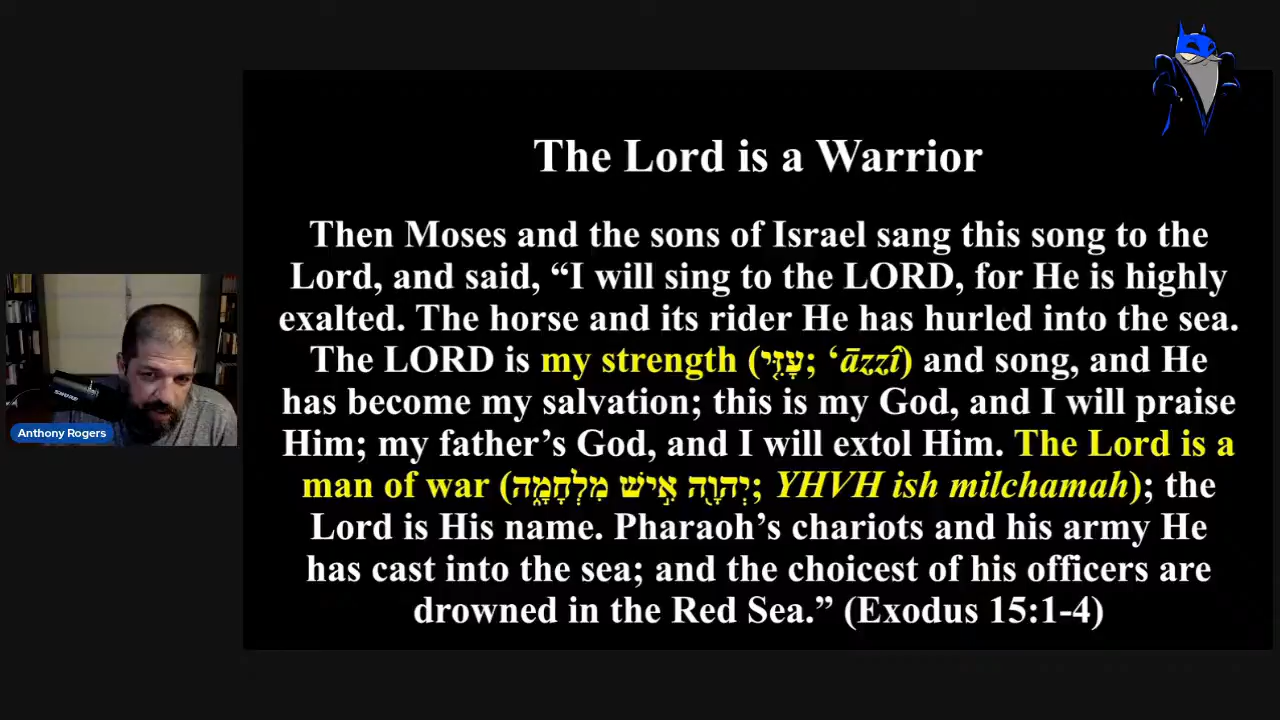 The Lord is a Warrior
Then Moses and the sons of Israel sang this song to the
Lord, and said, “I will sing to the LORD, for He is highly
exalted. The horse and its rider He has hurled into the sea.
The LORD is my strength (עָזִּ֤י; ‘āzzî) and song, and He
has become my salvation; this is my God, and I will praise
Him; my father’s God, and I will extol Him. The Lord is a
man of war (יְהוָ֖ה אִ֣ישׁ מִלְחָמָ֑ה; YHVH ish milchamah); the
Lord is His name. Pharaoh’s chariots and his army He
has cast into the sea; and the choicest of his officers are
drowned in the Red Sea.” (Exodus 15:1-4)
SHURE
Anthony Rogers